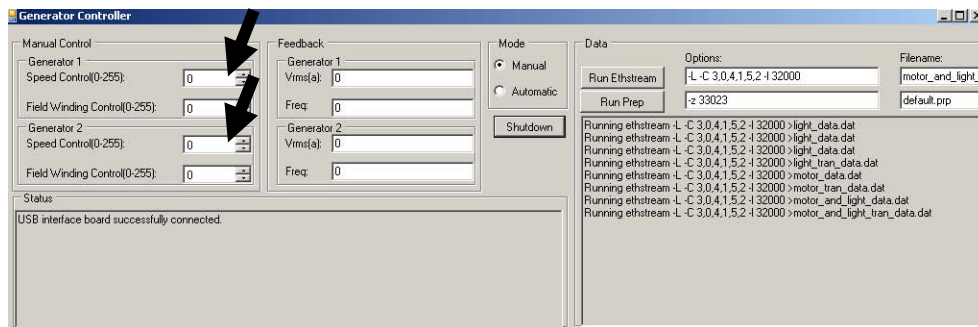 Generator Controller
Manual Control
Generator 1
Speed Control(0-255): 0
Field Winding Control(0-255): 0
Generator 2
Speed Control(0-255): 0
Field Winding Control(0-255): 0
Feedback
Generator 1
Vrms(a): 0
Freq: 0
Generator 2
Vrms(a): 0
Freq: 0
Mode
Manual
Automatic
Shutdown
Data
Options: Filename:
Run Ethstream -L -C 3,0,4,1,5,2 -l 32000 motor_and_light_
Run Prep -z 33023 default.prp
Running ethstream -L -C 3,0,4,1,5,2 -l 32000 >light_data.dat
Running ethstream -L -C 3,0,4,1,5,2 -l 32000 >light_data.dat
Running ethstream -L -C 3,0,4,1,5,2 -l 32000 >light_data.dat
Running ethstream -L -C 3,0,4,1,5,2 -l 32000 >light_tran_data.dat
Running ethstream -L -C 3,0,4,1,5,2 -l 32000 >motor_data.dat
Running ethstream -L -C 3,0,4,1,5,2 -l 32000 >motor_tran_data.dat
Running ethstream -L -C 3,0,4,1,5,2 -l 32000 >motor_and_light_data.dat
Running ethstream -L -C 3,0,4,1,5,2 -l 32000 >motor_and_light_tran_data.dat
Status
USB interface board successfully connected.